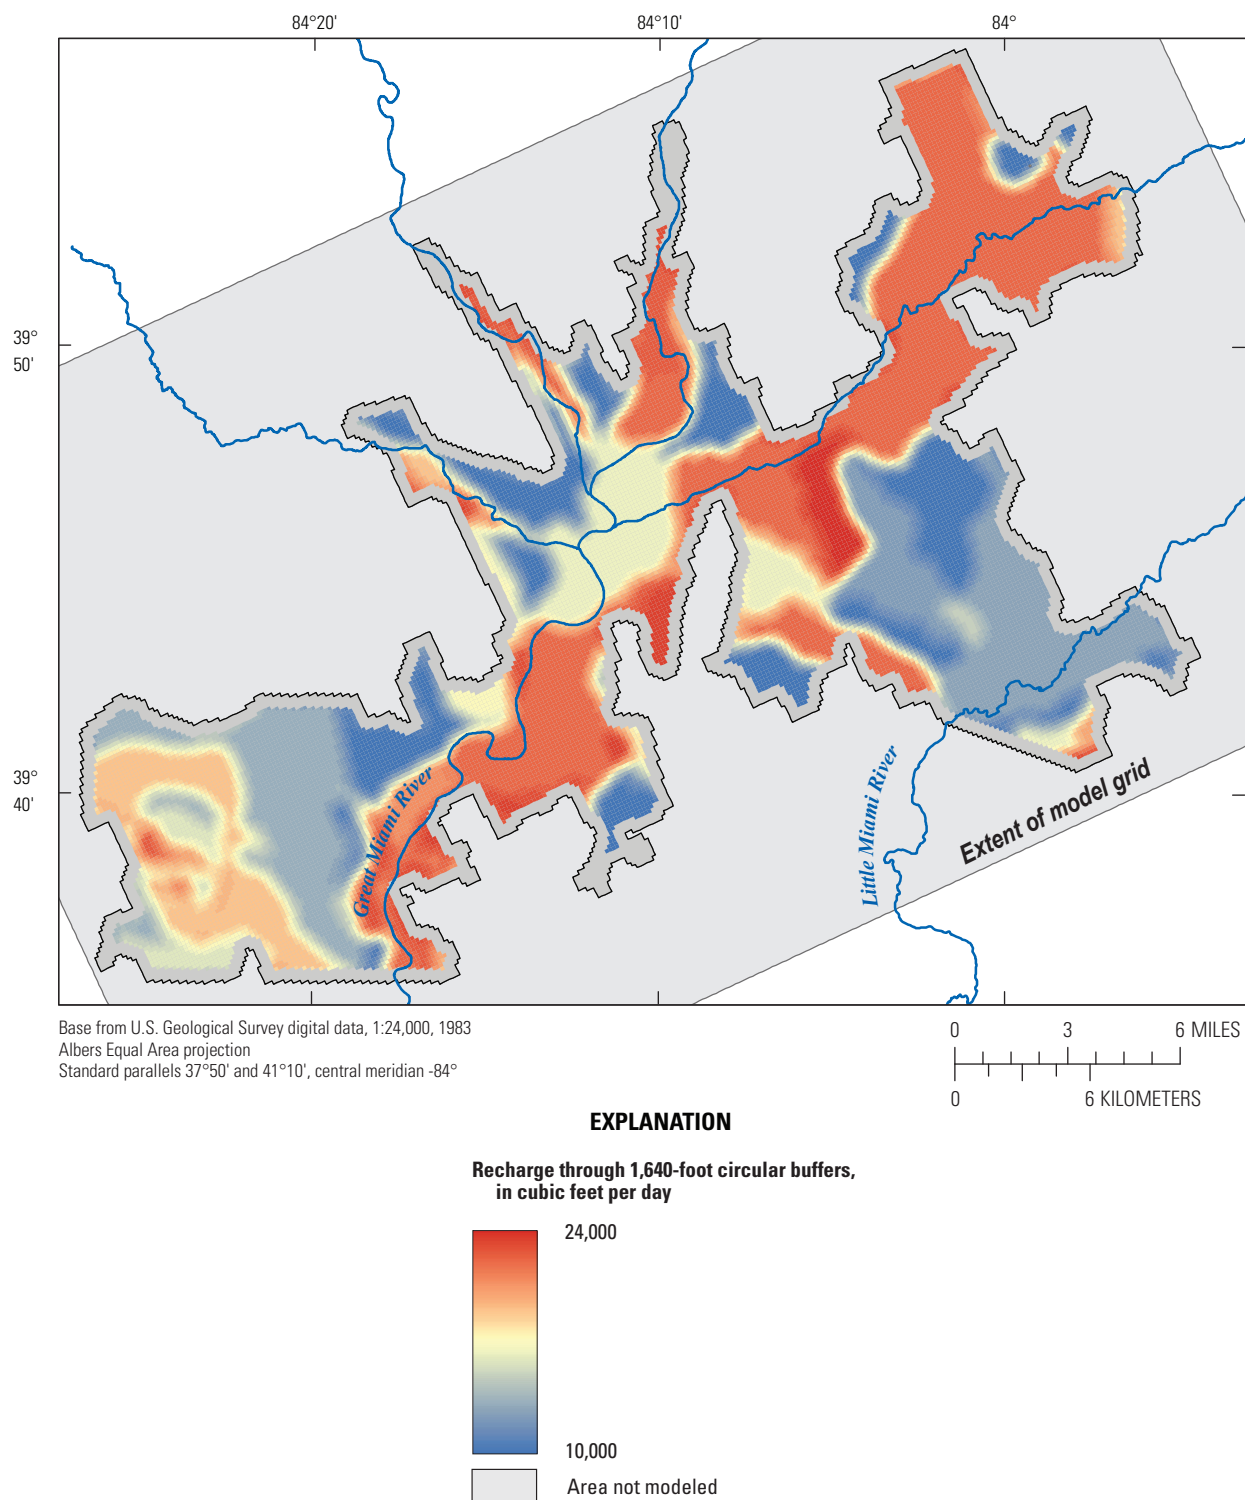 84°20'
84°10'
84°
39°
50'
39°
40'
Great Miami River
Little Miami River
Extent of model grid
Base from U.S. Geological Survey digital data, 1:24,000, 1983
Albers Equal Area projection
Standard parallels 37°50' and 41°10', central meridian -84°
0 3 6 MILES
0 6 KILOMETERS
EXPLANATION
Recharge through 1,640-foot circular buffers,
in cubic feet per day
24,000
10,000
Area not modeled